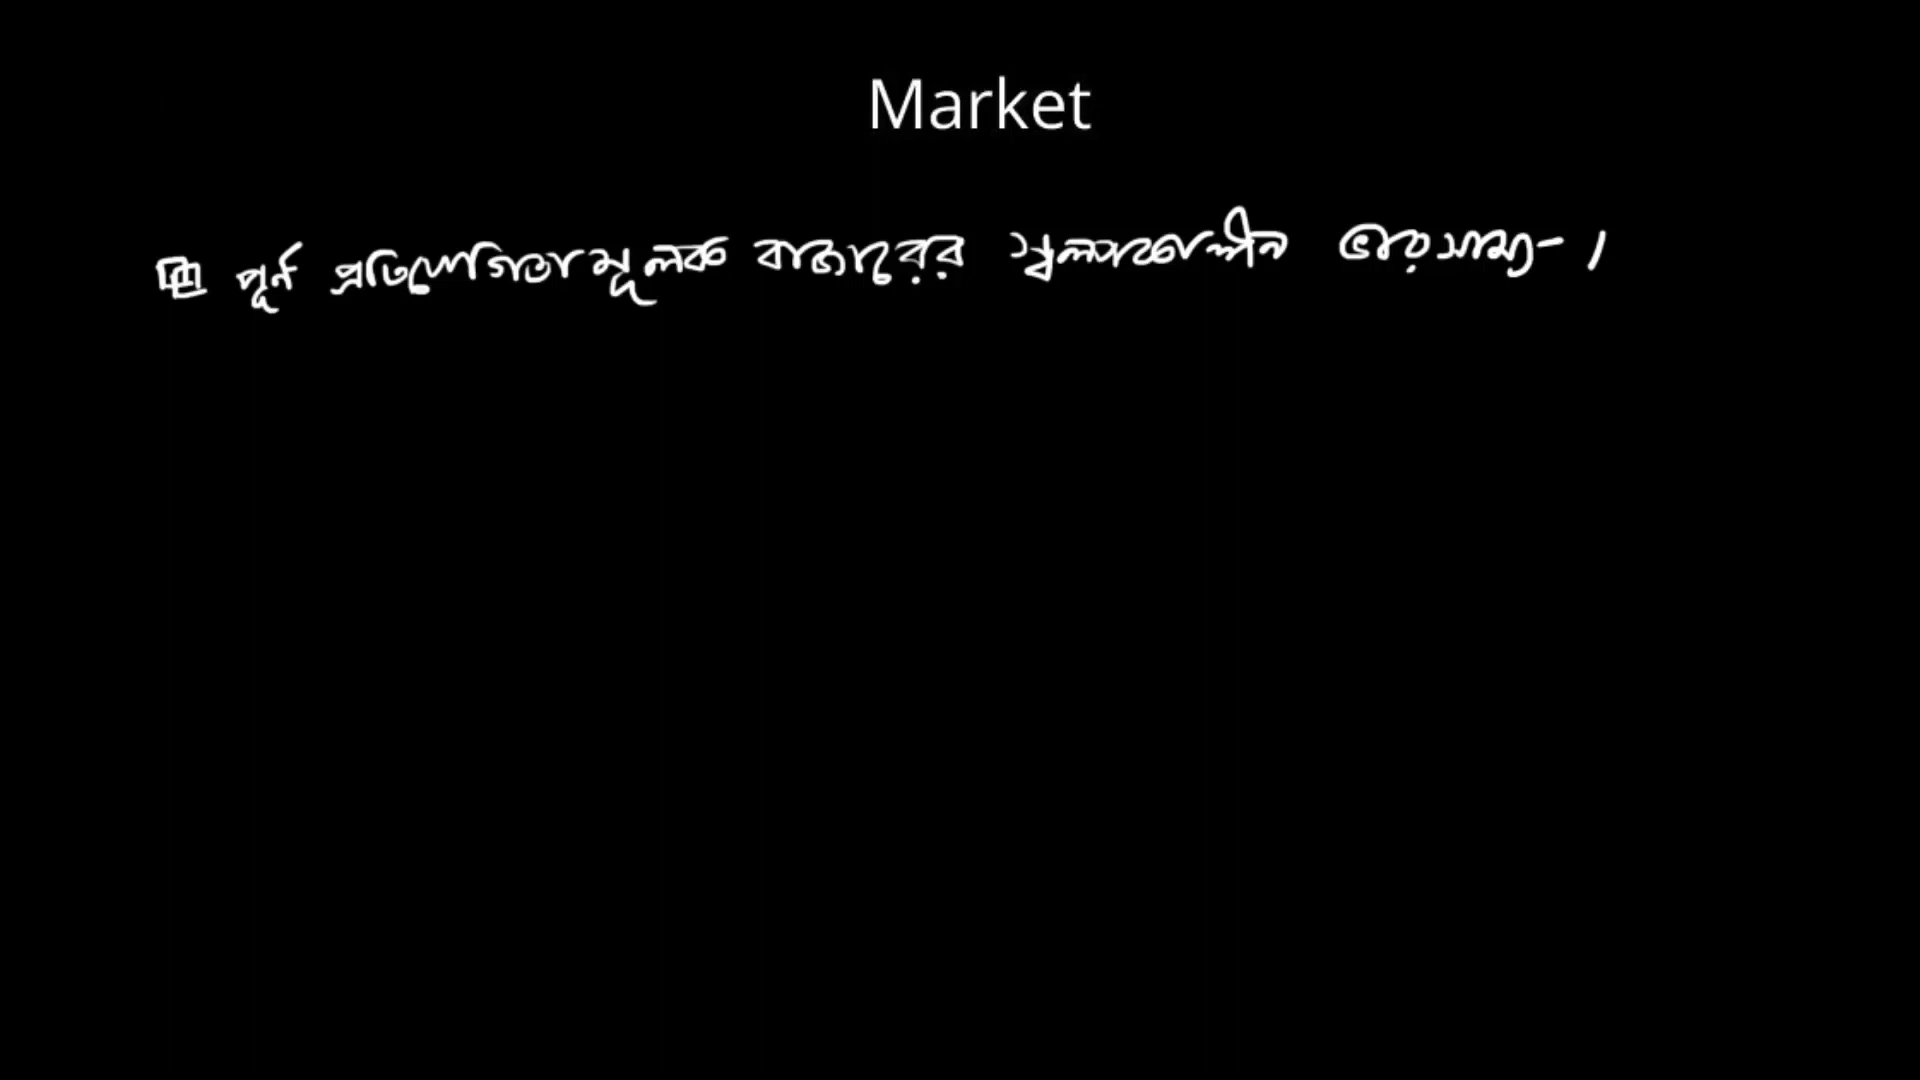 Market
পূর্ন প্রতিযোগিতামূলক বাজারের স্বল্পকালীন ভারসাম্য- ।